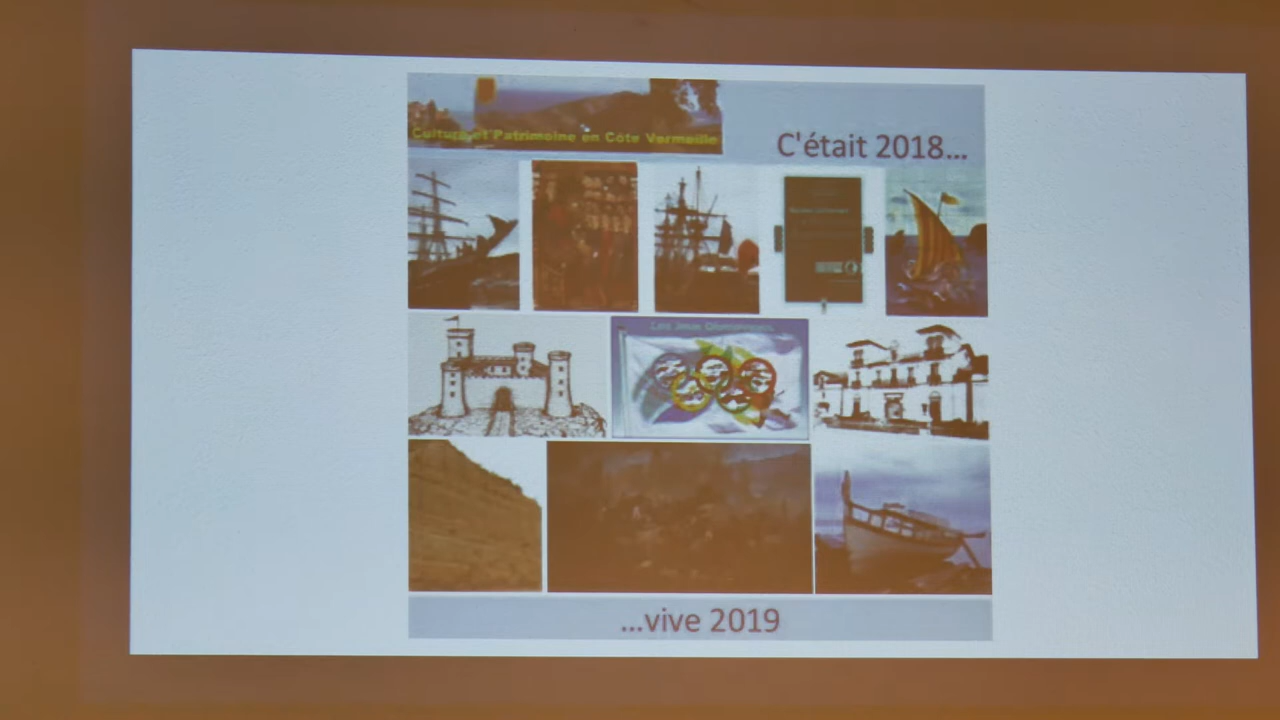 Culture et Patrimoine en Côte Vermeille
C'était 2018...
Les Jeux Olympiques
...vive 2019